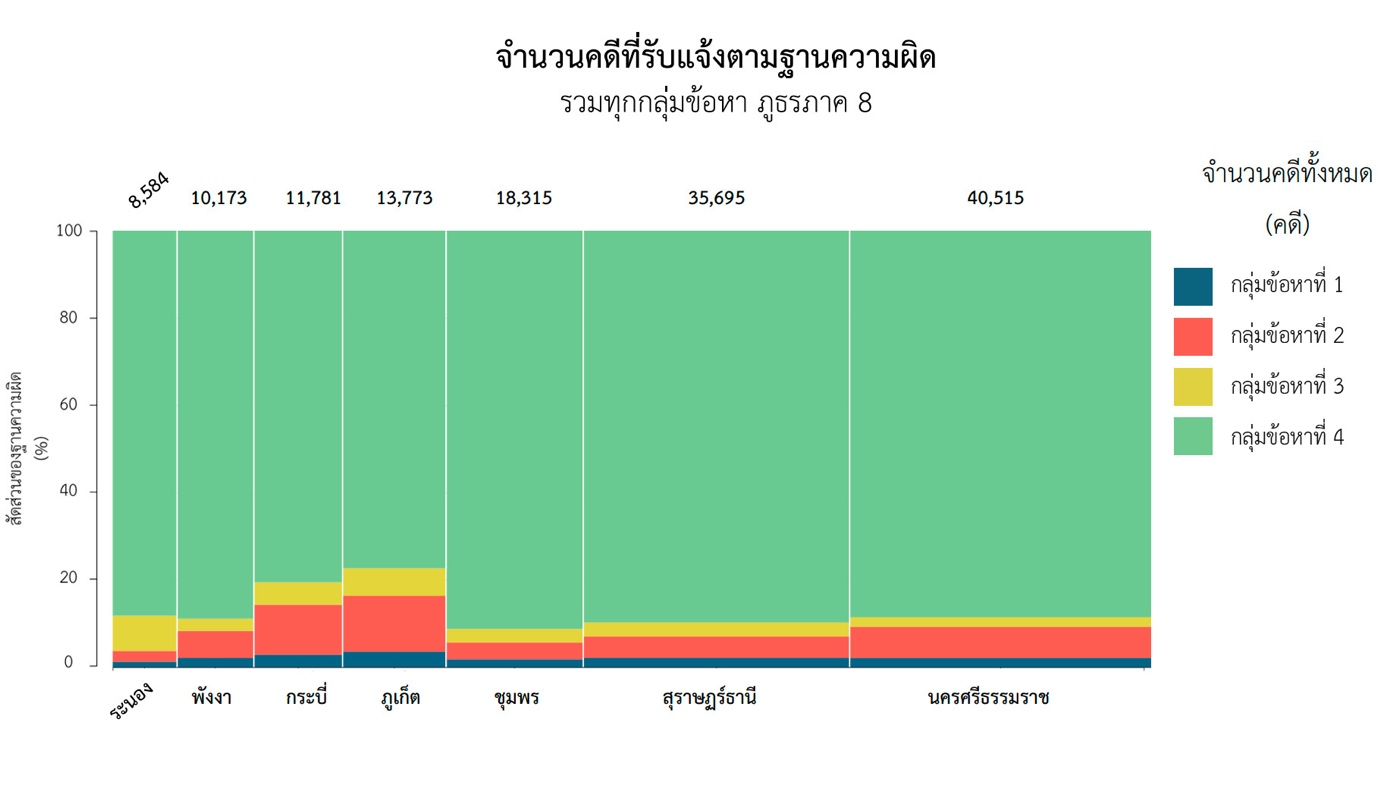 จำนวนคดีที่รับแจ้งตามฐานความผิด
รวมทุกกลุ่มข้อหา ภูธรภาค 8
8,584 10,173 11,781 13,773 18,315 35,695 40,515
จำนวนคดีทั้งหมด
(คดี)
กลุ่มข้อหาที่ 1
กลุ่มข้อหาที่ 2
กลุ่มข้อหาที่ 3
กลุ่มข้อหาที่ 4
สัดส่วนของฐานความผิด
(%)
100
80
60
40
20
0
ระนอง พังงา กระบี่ ภูเก็ต ชุมพร สุราษฏร์ธานี นครศรีธรรมราช